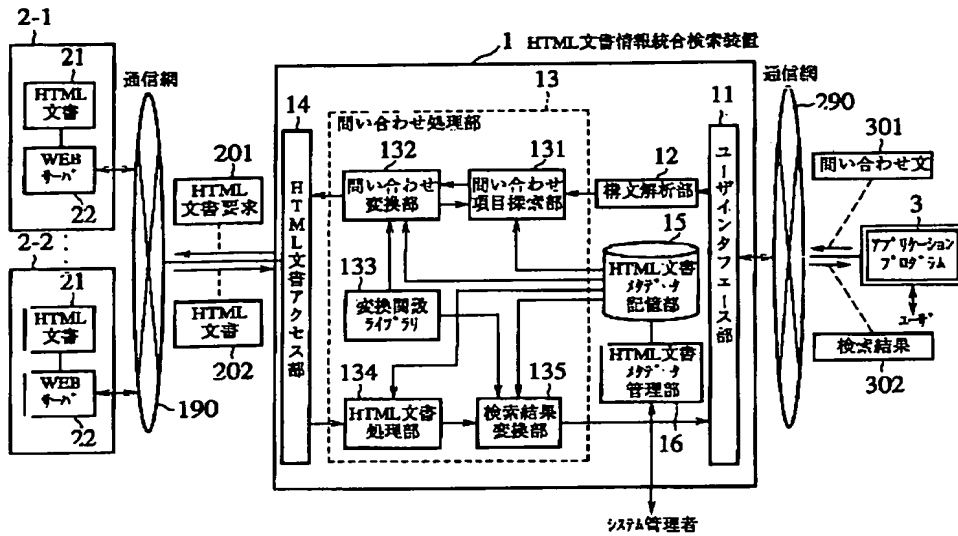 2-1
21
HTML
文書
WEB
サーバ
22
2-2
21
HTML
文書
WEB
サーバ
22
通信網
190
201
HTML
文書要求
HTML文書
202
1 HTML文書情報統合検索装置
14
HTML文書アクセス部
13
問い合わせ処理部
132
問い合わせ
変換部
131
問い合わせ
項目探索部
12
構文解析部
11
ユーザインタフェース部
133
変換関数
ライブラリ
15
HTML文書
メタデータ
記憶部
134
HTML文書
処理部
135
検索結果
変換部
HTML文書
メタデータ
管理部
16
システム管理者
通信網
290
301
問い合わせ文
3
アプリケーション
プログラム
ユーザ
検索結果
302